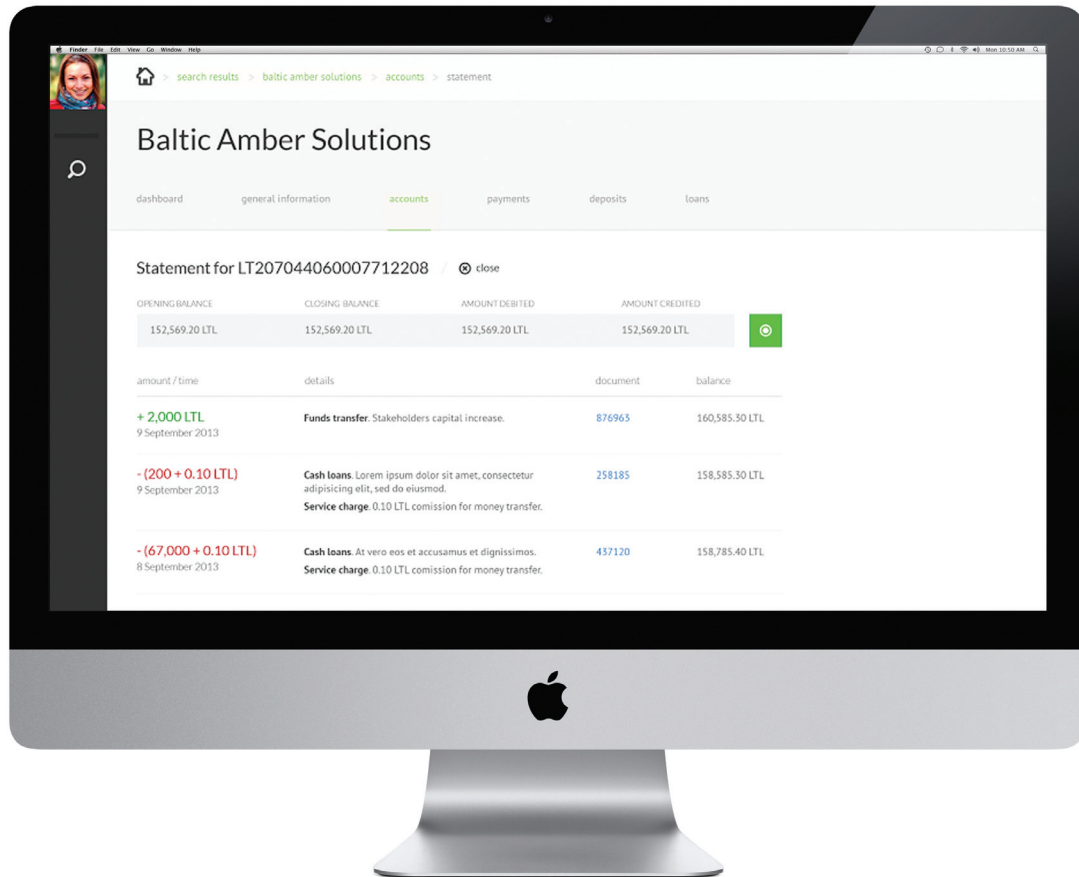 Finder File Edit View Go Window Help
Mon 10:50 AM
> search results > baltic amber solutions > accounts > statement
Baltic Amber Solutions
dashboard general information accounts payments deposits loans
Statement for LT207044060007712208 / close
OPENING BALANCE CLOSING BALANCE AMOUNT DEBITED AMOUNT CREDITED
152,569.20 LTL 152,569.20 LTL 152,569.20 LTL 152,569.20 LTL
amount / time details document balance
+ 2,000 LTL Funds transfer. Stakeholders capital increase. 876963 160,585.30 LTL
9 September 2013
- (200 + 0.10 LTL) Cash loans. Lorem ipsum dolor sit amet, consectetur 258185 158,585.30 LTL
9 September 2013 adipisicing elit, sed do eiusmod.
Service charge. 0.10 LTL comission for money transfer.
- (67,000 + 0.10 LTL) Cash loans. At vero eos et accusamus et dignissimos. 437120 158,785.40 LTL
8 September 2013 Service charge. 0.10 LTL comission for money transfer.